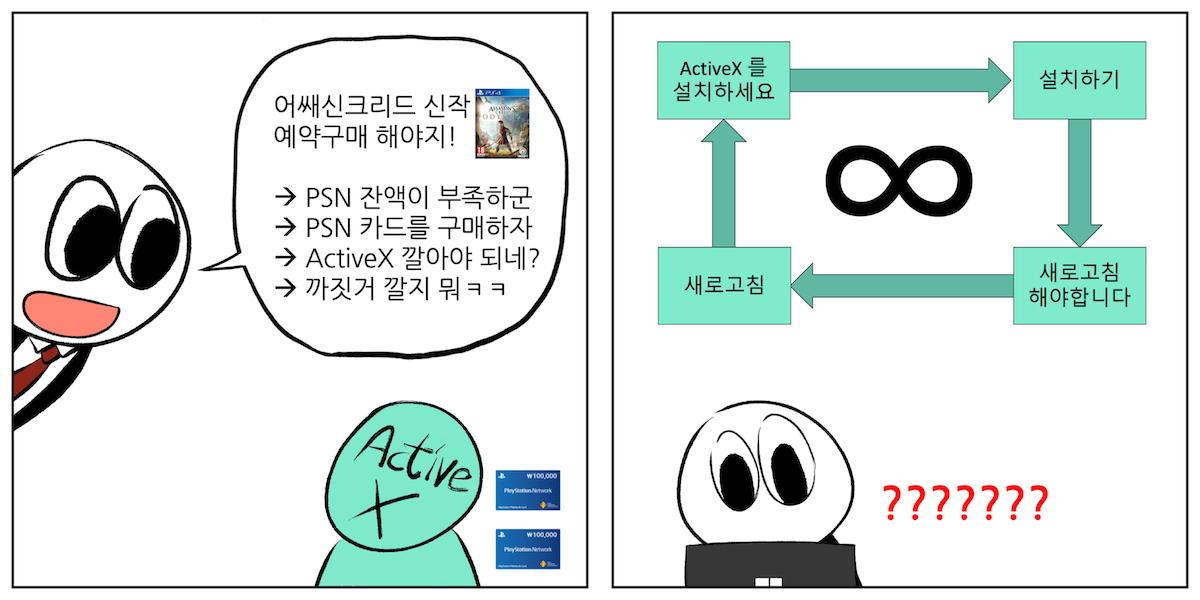 어쌔신크리드 신작
예약구매 해야지!
PS4
ASSASSIN'S
→ PSN 잔액이 부족하군
→ PSN 카드를 구매하자
→ ActiveX 깔아야 되네?
→ 까짓거 깔지 뭐ㅋㅋ
Active
X
₩100,000
PlayStation Network
₩100,000
PlayStation Network
ActiveX 를
설치하세요
설치하기
새로고침
해야합니다
새로고침
???????